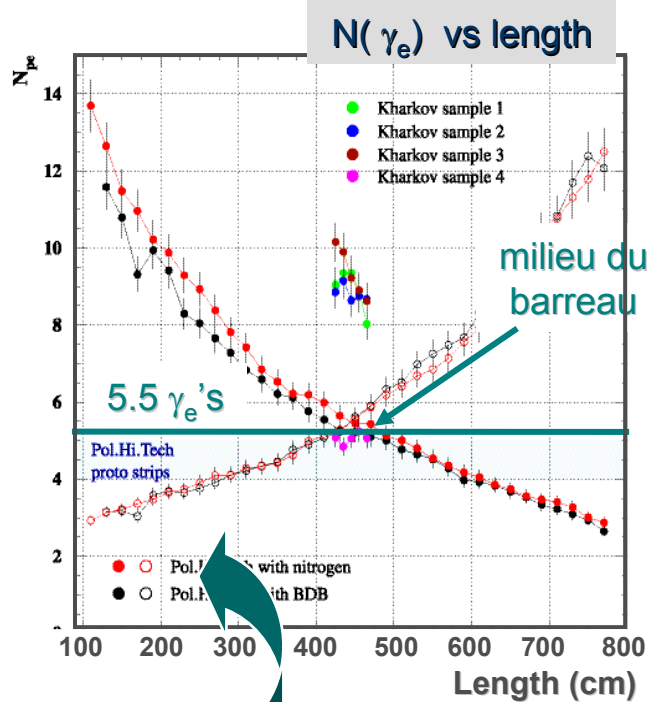 N( γe) vs length
Npe
14
12
10
8
6
4
2
Kharkov sample 1
Kharkov sample 2
Kharkov sample 3
Kharkov sample 4
milieu du
barreau
5.5 γe's
Pol.Hi.Tech
proto strips
with nitrogen
with BDB
100 200 300 400 500 600 700 800
Length (cm)